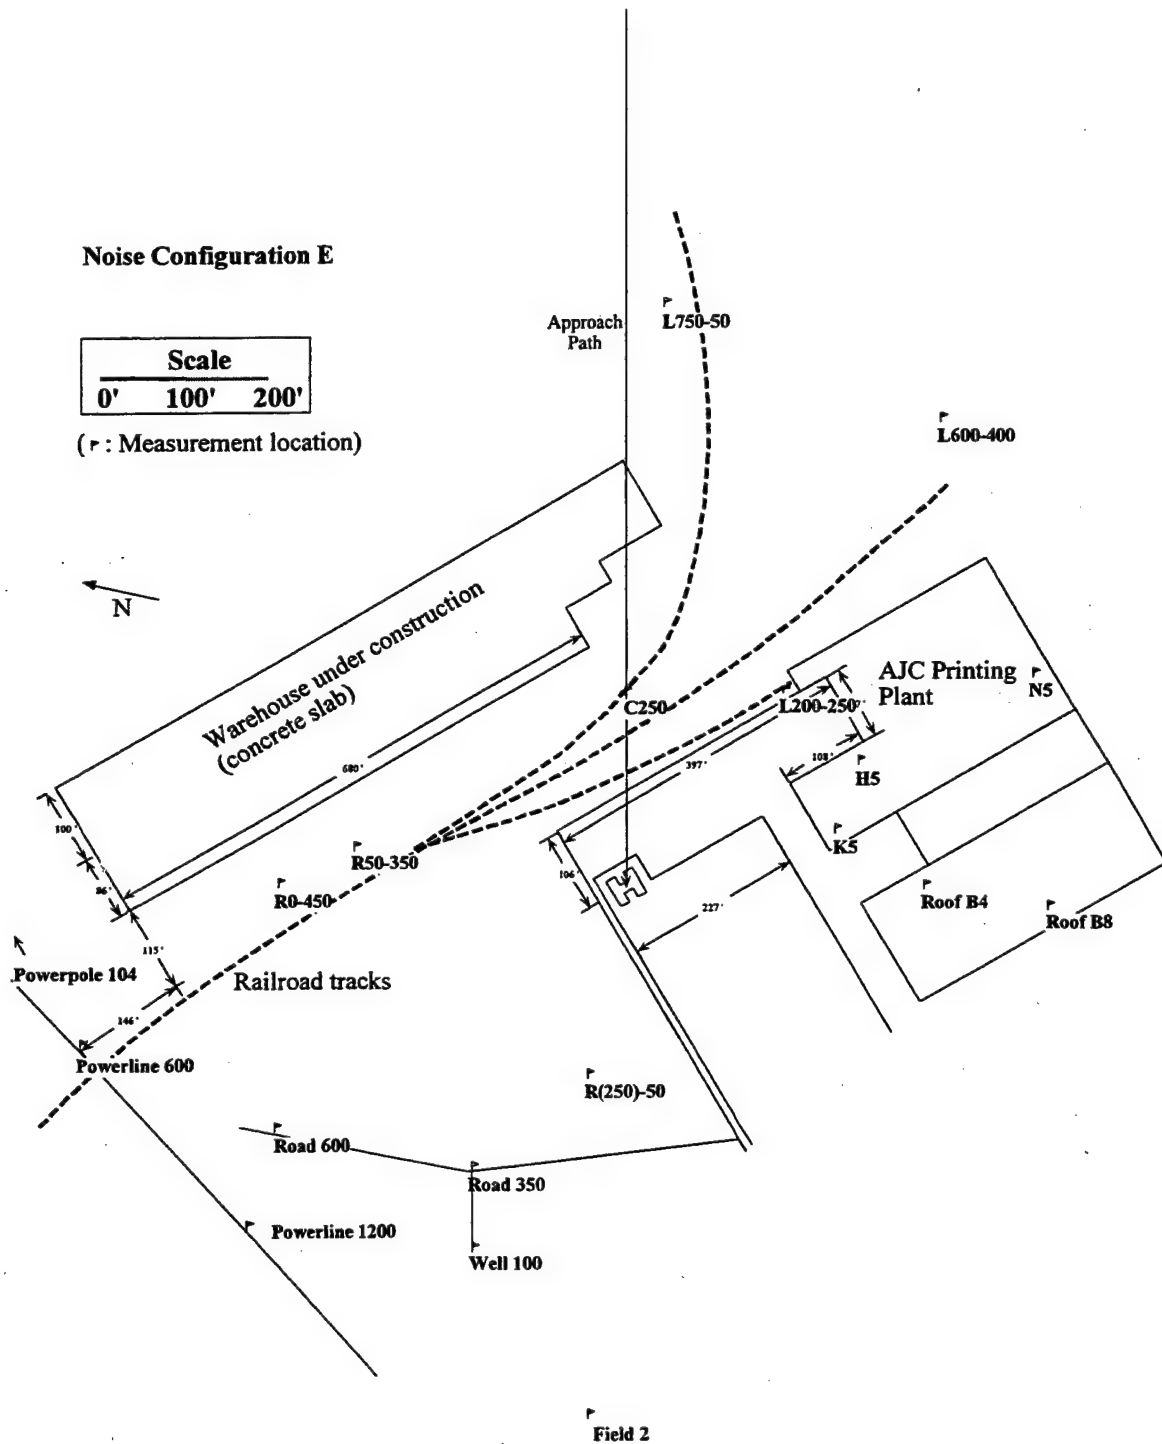 Noise Configuration E
Approach
Path
L750-50
Scale
0' 100' 200'
( : Measurement location)
L600-400
N
Warehouse under construction
(concrete slab)
680'
AJC Printing
Plant
N5
C250
L200-250
108'
397'
H5
100'
86'
R50-350
K5
R0-450
106'
227'
Roof B4
Roof B8
115'
Powerpole 104
Railroad tracks
H
146'
Powerline 600
R(250)-50
Road 600
Road 350
Powerline 1200
Well 100
Field 2